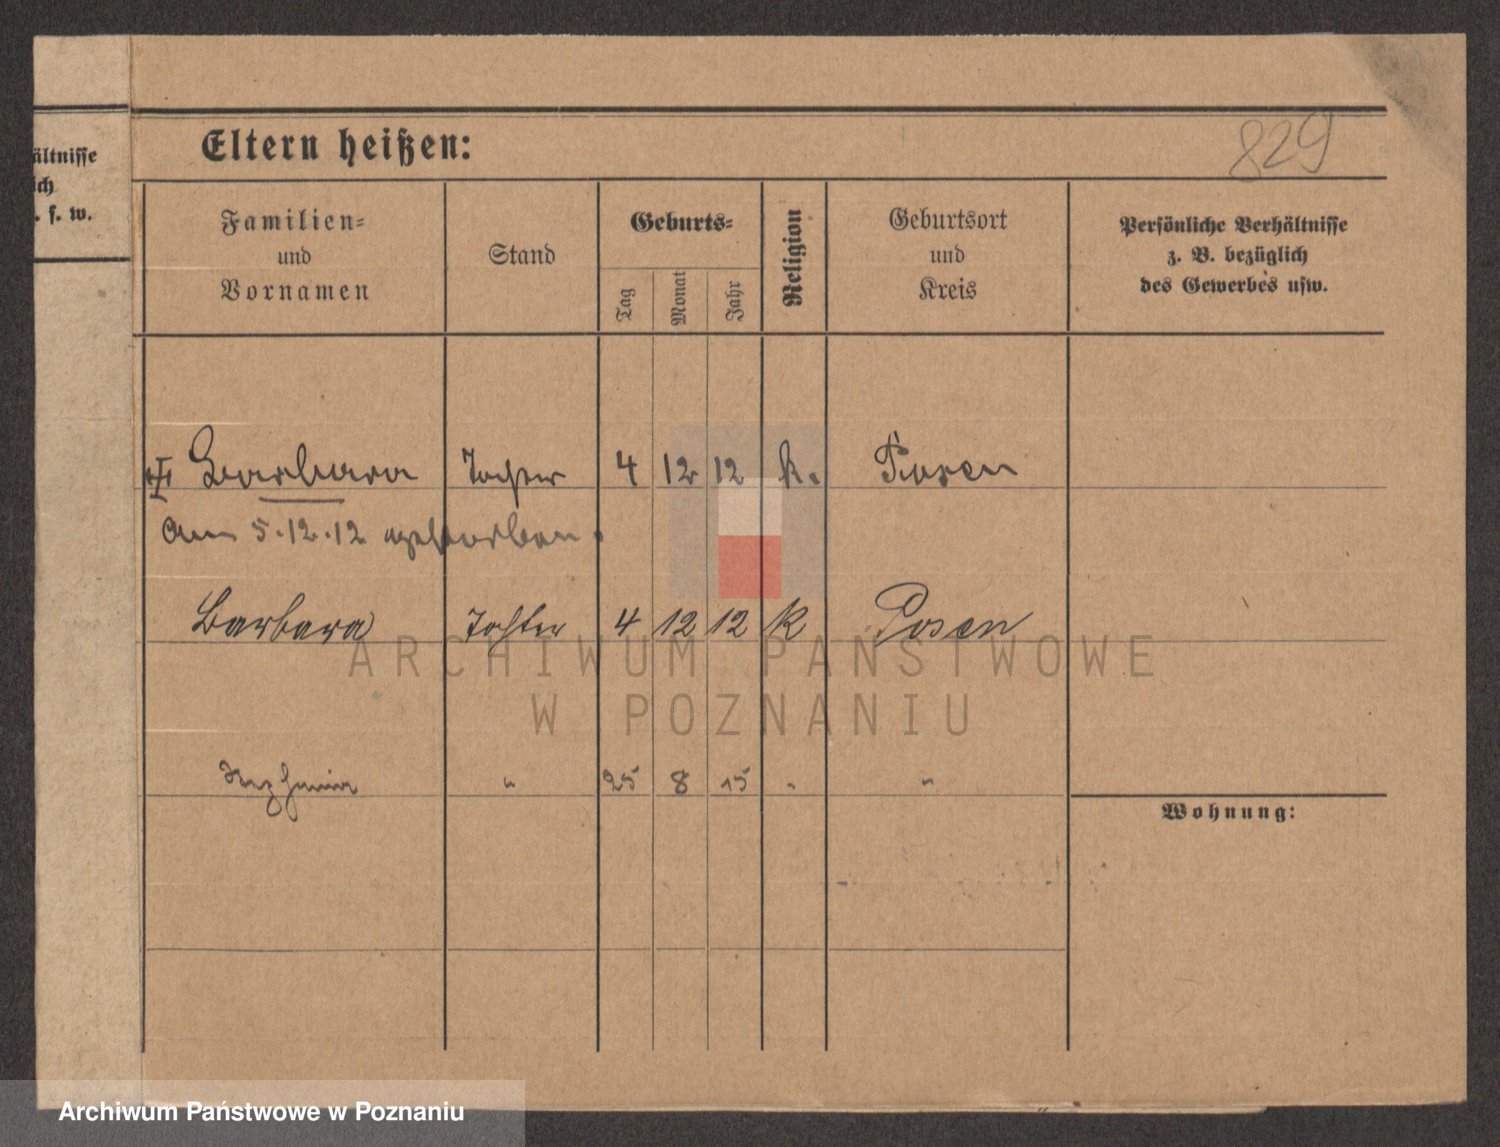 ältnisse
ich
. s. w.
Eltern heißen:
829
Familien-
und
Vornamen
Stand
Geburts-
Tag
Monat
Jahr
Religion
Geburtsort
und
Kreis
Persönliche Verhältnisse
z. B. bezüglich
des Gewerbes usw.
Barbara Tochter 4 12 12 k. Posen
am 5.12.12 gestorben.
Barbara Tochter 4 12 12 k Posen
ARCHIWUM PAŃSTWOWE
W POZNANIU
" 25 8 15 " "
Wohnung:
Archiwum Państwowe w Poznaniu